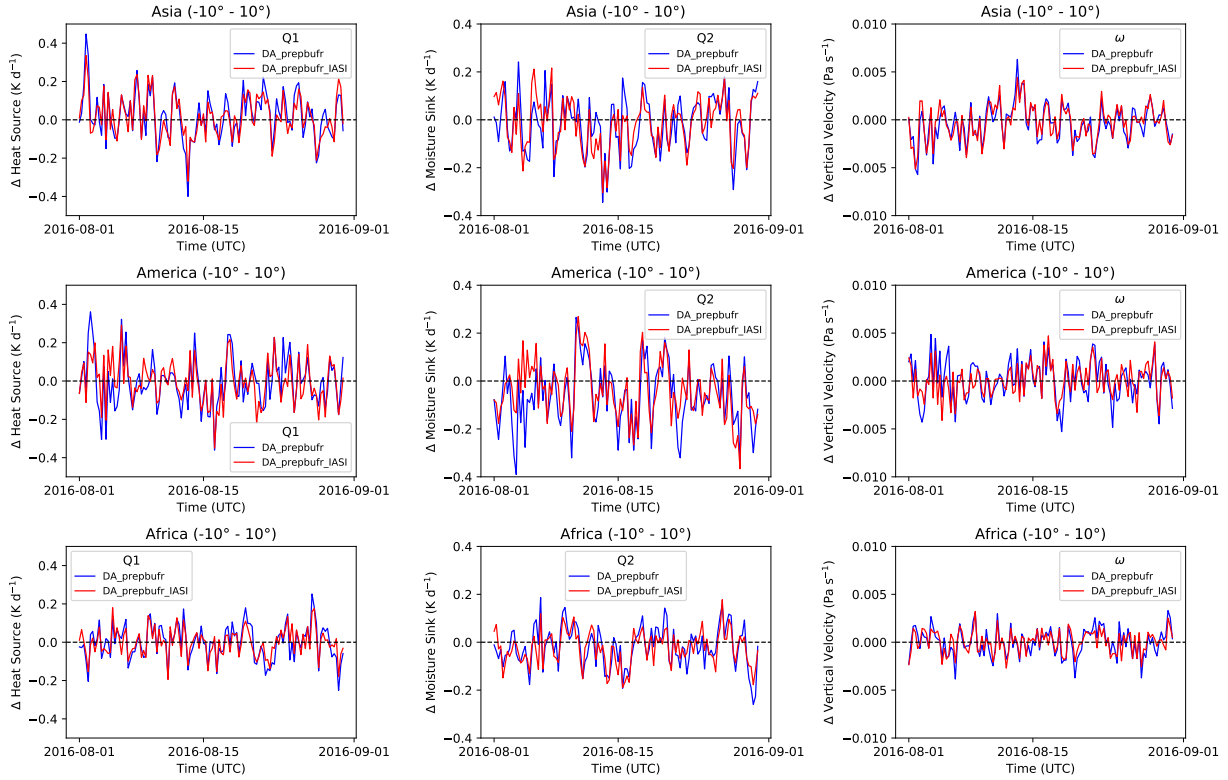 Asia (-10° - 10°)
Δ Heat Source (K d⁻¹)
0.4
0.2
0.0
−0.2
−0.4
Q1
DA_prepbufr
DA_prepbufr_IASI
2016-08-01
2016-08-15
2016-09-01
Time (UTC)
Asia (-10° - 10°)
Δ Moisture Sink (K d⁻¹)
0.4
0.2
0.0
−0.2
−0.4
Q2
DA_prepbufr
DA_prepbufr_IASI
2016-08-01
2016-08-15
2016-09-01
Time (UTC)
Asia (-10° - 10°)
Δ Vertical Velocity (Pa s⁻¹)
0.010
0.005
0.000
−0.005
−0.010
ω
DA_prepbufr
DA_prepbufr_IASI
2016-08-01
2016-08-15
2016-09-01
Time (UTC)
America (-10° - 10°)
Δ Heat Source (K d⁻¹)
0.4
0.2
0.0
−0.2
−0.4
Q1
DA_prepbufr
DA_prepbufr_IASI
2016-08-01
2016-08-15
2016-09-01
Time (UTC)
America (-10° - 10°)
Δ Moisture Sink (K d⁻¹)
0.4
0.2
0.0
−0.2
−0.4
Q2
DA_prepbufr
DA_prepbufr_IASI
2016-08-01
2016-08-15
2016-09-01
Time (UTC)
America (-10° - 10°)
Δ Vertical Velocity (Pa s⁻¹)
0.010
0.005
0.000
−0.005
−0.010
ω
DA_prepbufr
DA_prepbufr_IASI
2016-08-01
2016-08-15
2016-09-01
Time (UTC)
Africa (-10° - 10°)
Δ Heat Source (K d⁻¹)
0.4
0.2
0.0
−0.2
−0.4
Q1
DA_prepbufr
DA_prepbufr_IASI
2016-08-01
2016-08-15
2016-09-01
Time (UTC)
Africa (-10° - 10°)
Δ Moisture Sink (K d⁻¹)
0.4
0.2
0.0
−0.2
−0.4
Q2
DA_prepbufr
DA_prepbufr_IASI
2016-08-01
2016-08-15
2016-09-01
Time (UTC)
Africa (-10° - 10°)
Δ Vertical Velocity (Pa s⁻¹)
0.010
0.005
0.000
−0.005
−0.010
ω
DA_prepbufr
DA_prepbufr_IASI
2016-08-01
2016-08-15
2016-09-01
Time (UTC)